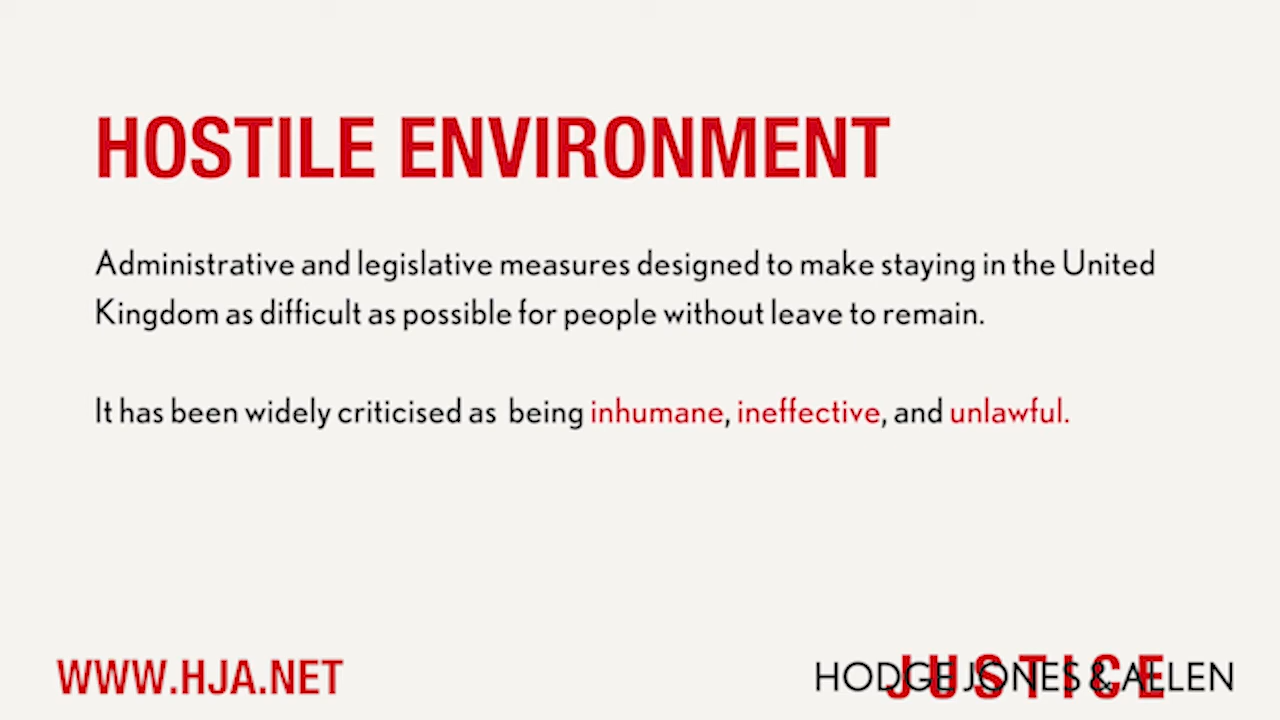 HOSTILE ENVIRONMENT
Administrative and legislative measures designed to make staying in the United
Kingdom as difficult as possible for people without leave to remain.
It has been widely criticised as being inhumane, ineffective, and unlawful.
WWW.HJA.NET
HODGE JONES & ALLEN
JUSTICE